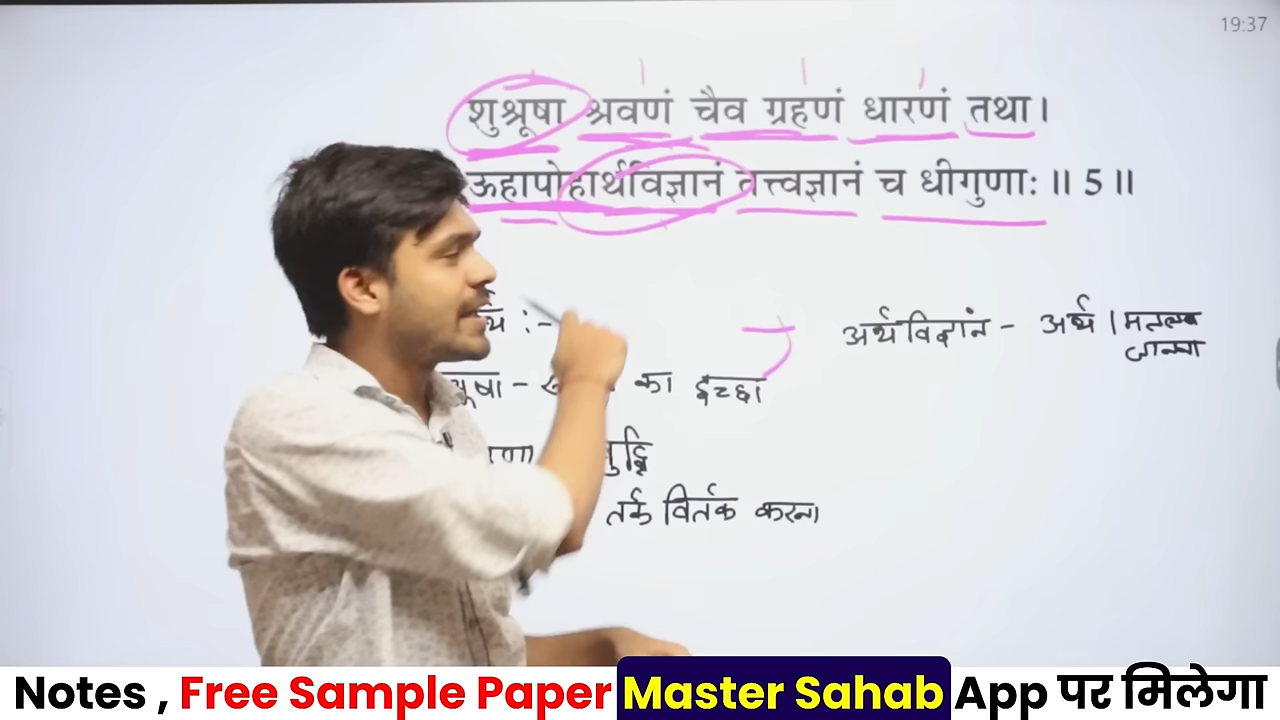 19:37
शुश्रूषा श्रवणं चैव ग्रहणं धारणं तथा।
ऊहापोहार्थविज्ञानं तत्त्वज्ञानं च धीगुणाः ॥ 5 ॥
:-
अर्थविज्ञानं - अर्थ / मतलब
जानना
का इच्छा
तर्क विर्तक करना
Notes , Free Sample Paper Master Sahab App पर मिलेगा